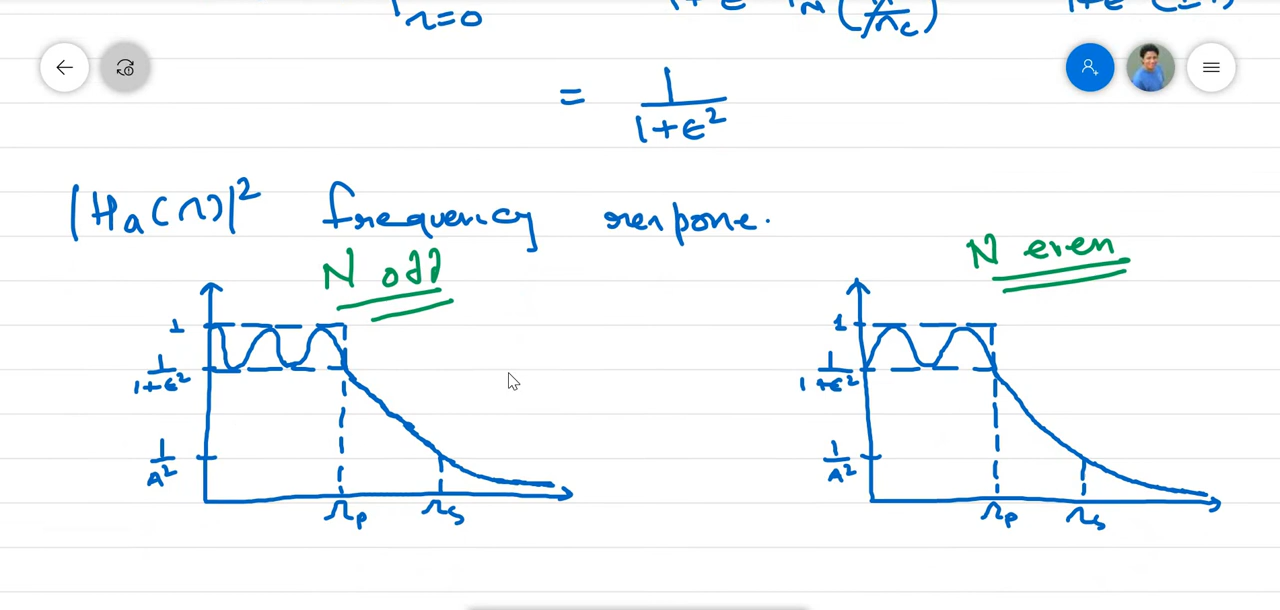 Ω=0
= 1/(1+ϵ²)
|Ha(Ω)|² frequency response.
N odd
N even
1
1/(1+ϵ²)
1/A²
Ωp Ωs
1
1/(1+ϵ²)
1/A²
Ωp Ωs